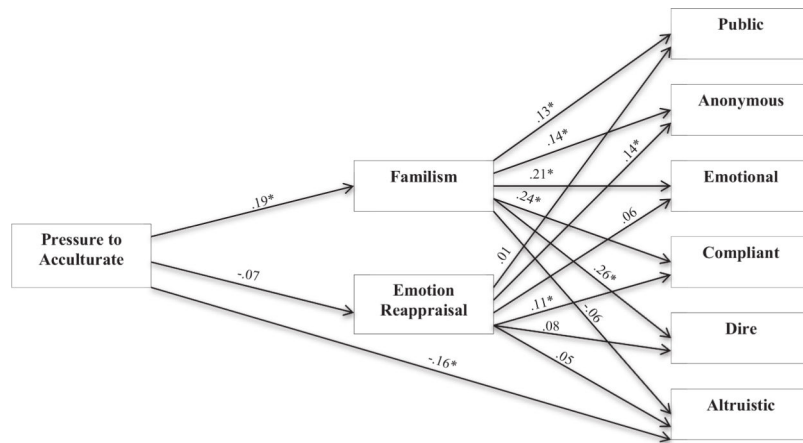 Public
Anonymous
Emotional
Compliant
Dire
Altruistic
Familism
Emotion
Reappraisal
Pressure to
Acculturate
.19*
-.07
-.16*
.13*
.14*
.21*
.24*
.26*
-.06
.01
.14*
.06
.11*
.08
.05